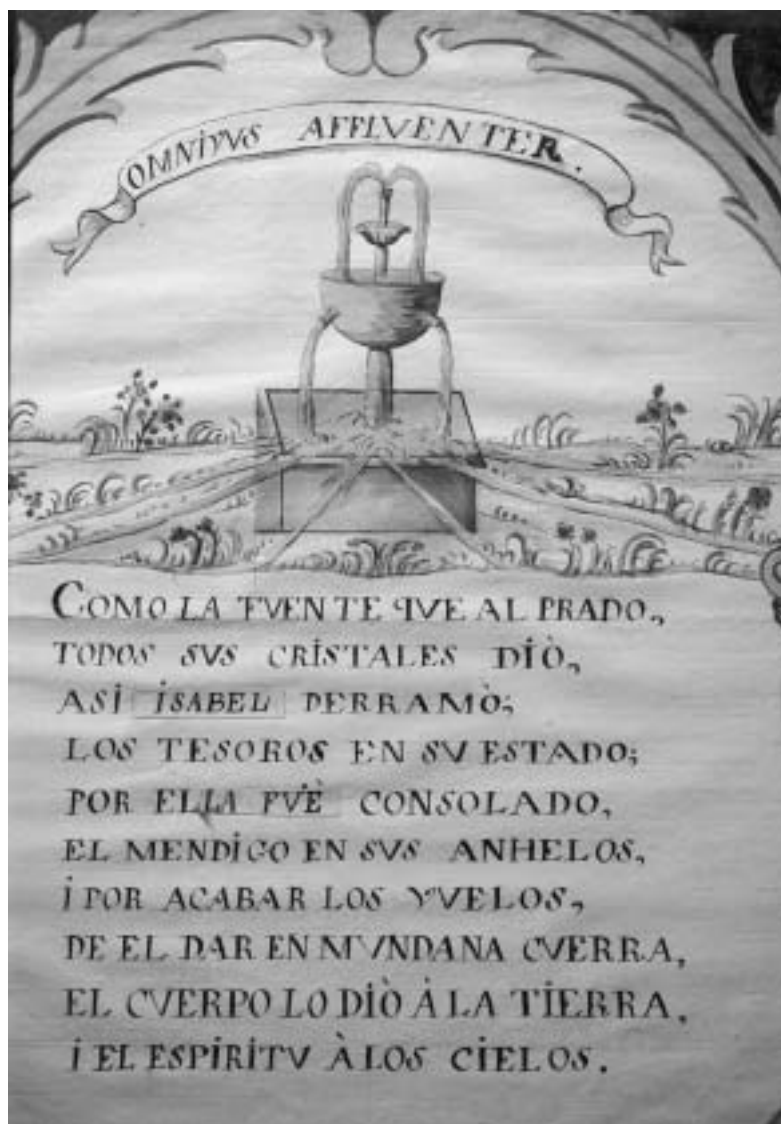 OMNIVVS AFFLVENTER.
COMO LA FVENTE QVE AL PRADO,
TODOS SVS CRISTALES DIÒ,
ASI ISABEL DERRAMÒ;
LOS TESOROS EN SV ESTADO;
POR ELLA FVÈ CONSOLADO,
EL MENDIGO EN SVS ANHELOS,
I POR ACABAR LOS VVELOS,
DE EL DAR EN MVNDANA GVERRA,
EL CVERPO LO DIÒ À LA TIERRA,
I EL ESPIRITV À LOS CIELOS.